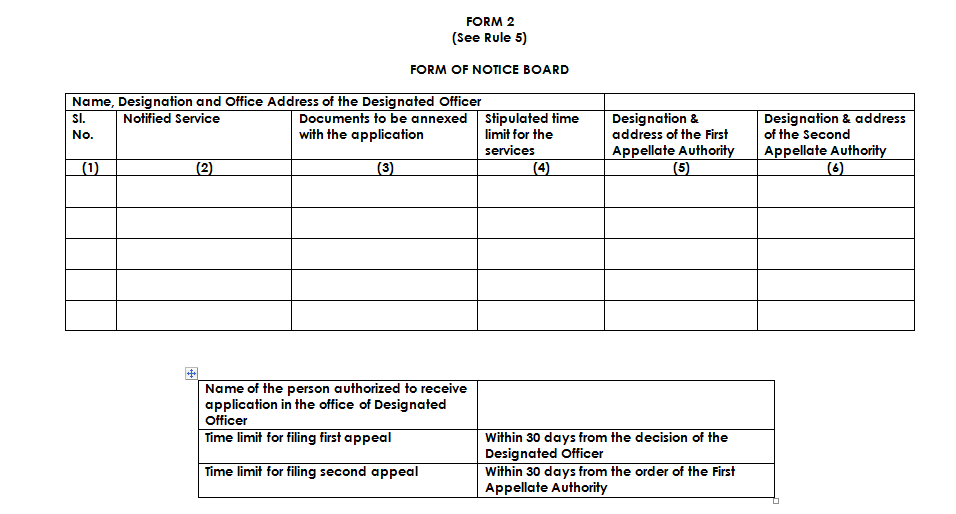 FORM 2
(See Rule 5)
FORM OF NOTICE BOARD
Name, Designation and Office Address of the Designated Officer
Sl.
No.
Notified Service
Documents to be annexed
with the application
Stipulated time
limit for the
services
Designation &
address of the First
Appellate Authority
Designation & address
of the Second
Appellate Authority
(1) (2) (3) (4) (5) (6)
Name of the person authorized to receive
application in the office of Designated
Officer
Time limit for filing first appeal
Within 30 days from the decision of the
Designated Officer
Time limit for filing second appeal
Within 30 days from the order of the First
Appellate Authority